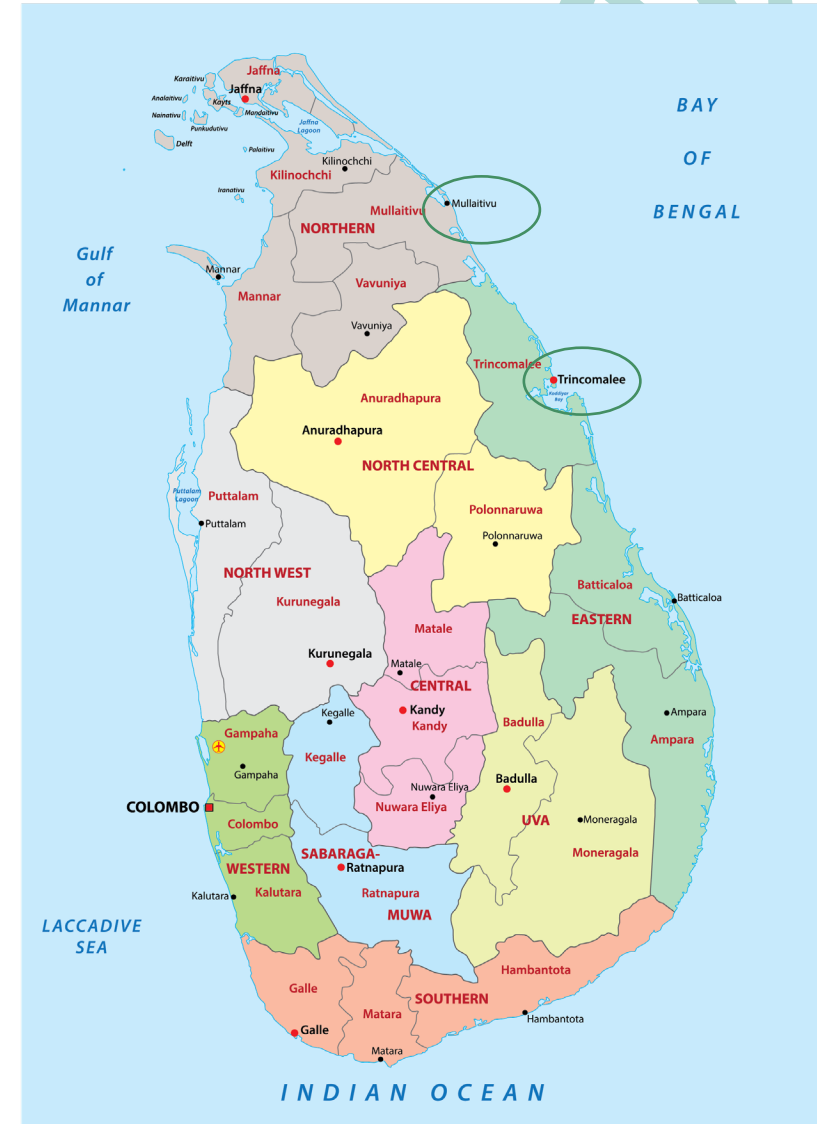 Jaffna
Karaitivu
Jaffna
Analaitivu
Kayts
Nainativu
Mandaitivu
Punkudutivu
Jaffna
Lagoon
Delft
Palaitivu
Kilinochchi
Kilinochchi
Iranativu
Mullaitivu
Mullaitivu
NORTHERN
BAY
OF
BENGAL
Gulf
of
Mannar
Mannar
Mannar
Vavuniya
Vavuniya
Trincomalee
Trincomalee
Koddiyar
Bay
Anuradhapura
Anuradhapura
NORTH CENTRAL
Puttalam
Lagoon
Puttalam
Puttalam
Polonnaruwa
Polonnaruwa
NORTH WEST
Kurunegala
Kurunegala
Batticaloa
Batticaloa
EASTERN
Matale
Matale
CENTRAL
Kandy
Kandy
Kegalle
Kegalle
Badulla
Ampara
Ampara
Gampaha
Gampaha
Nuwara Eliya
Nuwara Eliya
Badulla
COLOMBO
Colombo
UVA
Moneragala
Moneragala
SABARAGA-
Ratnapura
Ratnapura
MUWA
WESTERN
Kalutara
Kalutara
LACCADIVE
SEA
Hambantota
Galle
SOUTHERN
Matara
Hambantota
Galle
Matara
INDIAN OCEAN